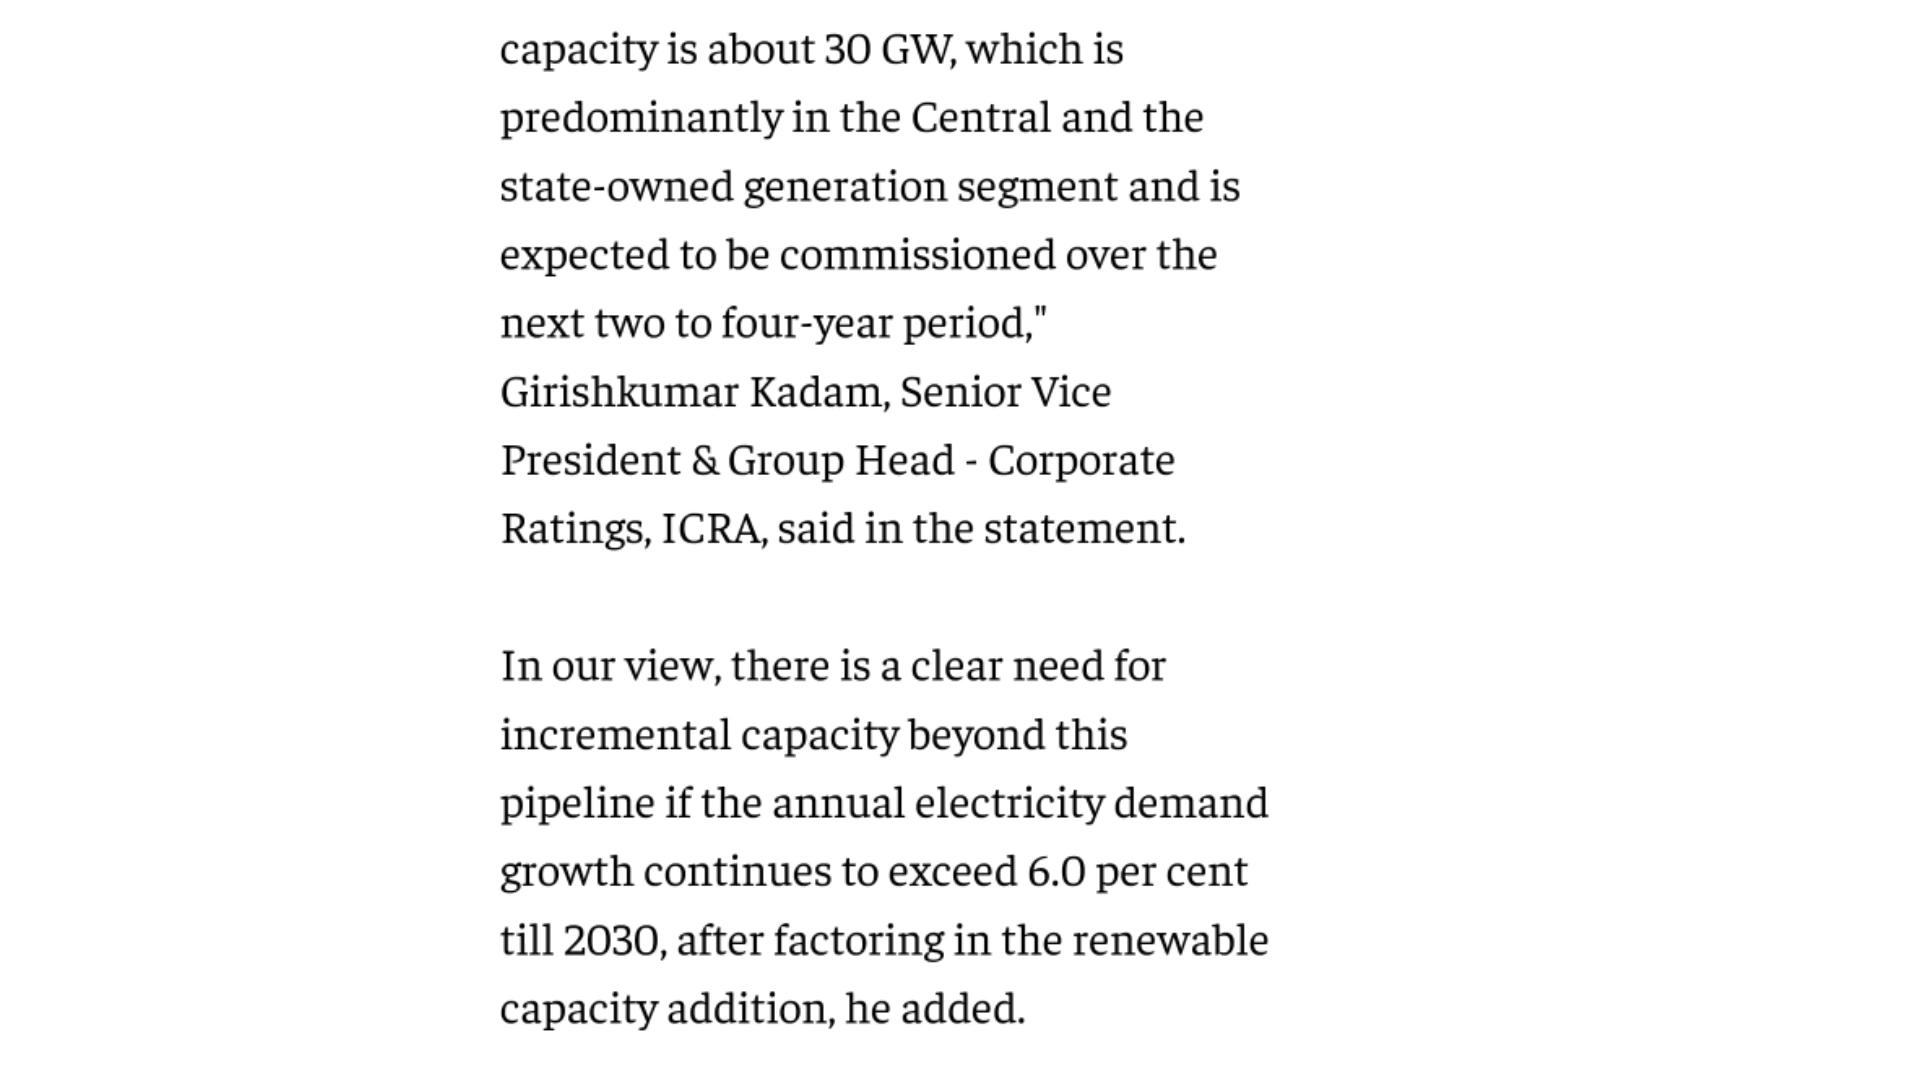 capacity is about 30 GW, which is
predominantly in the Central and the
state-owned generation segment and is
expected to be commissioned over the
next two to four-year period,"
Girishkumar Kadam, Senior Vice
President & Group Head - Corporate
Ratings, ICRA, said in the statement.
In our view, there is a clear need for
incremental capacity beyond this
pipeline if the annual electricity demand
growth continues to exceed 6.0 per cent
till 2030, after factoring in the renewable
capacity addition, he added.